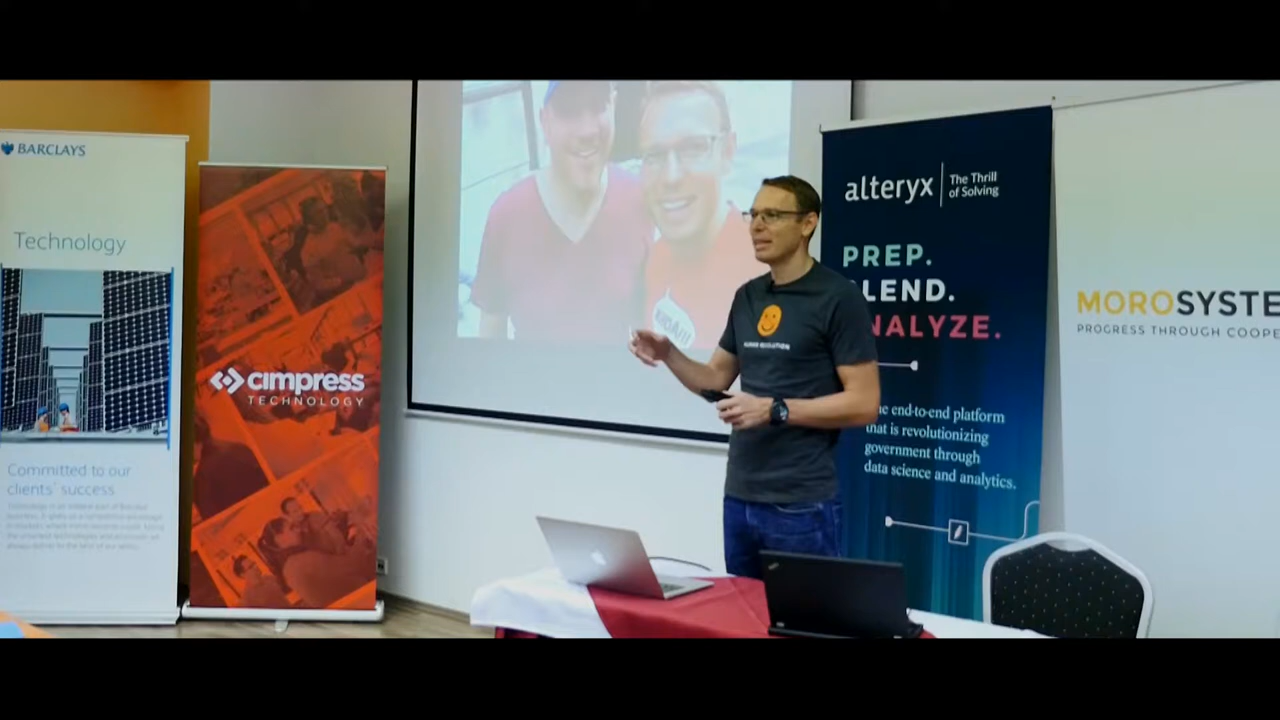 BARCLAYS
Technology
Committed to our
clients' success
cimpress
TECHNOLOGY
alteryx
The Thrill
of Solving
PREP.
LEND.
NALYZE.
end-to-end platform
that is revolutionizing
government through
data science and analytics.
MOROSYSTE
PROGRESS THROUGH COOPE